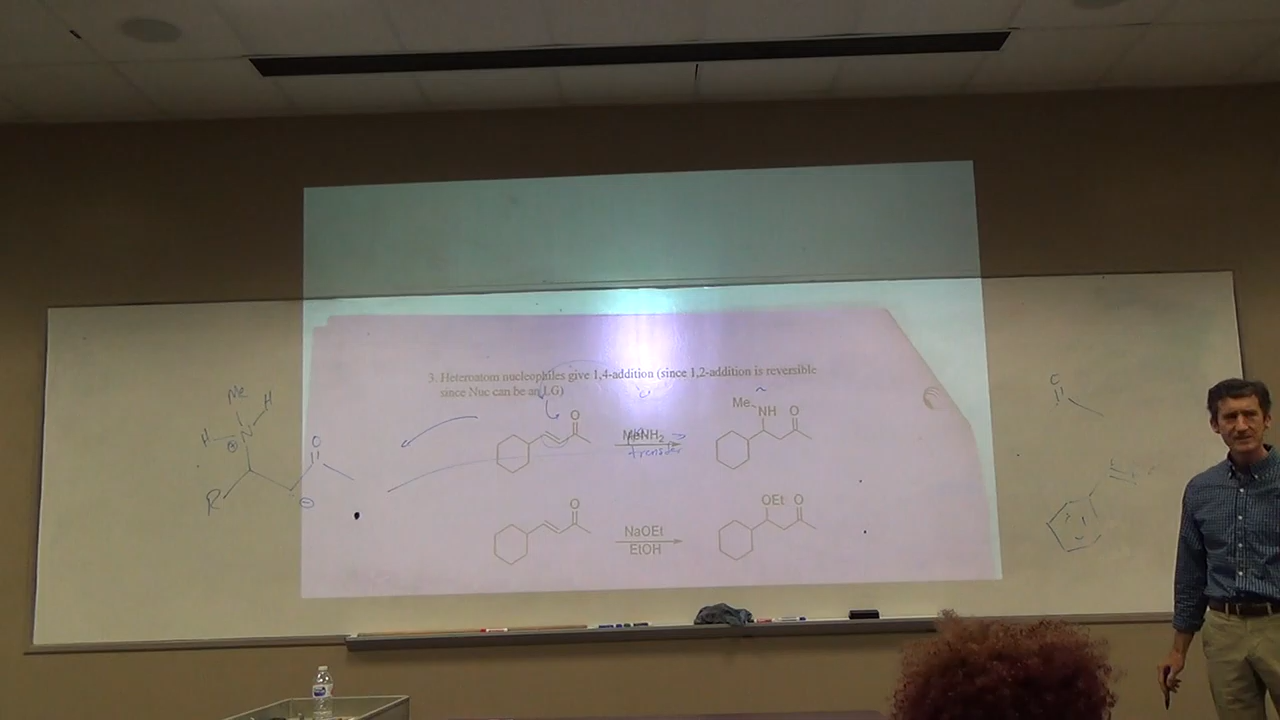 3. Heteroatom nucleophiles give 1,4-addition (since 1,2-addition is reversible
since Nuc can be an LG)
Me
H
H
N
⊕
O
R
⊖
O
MeNH₂
transfer
Me
NH
O
O
NaOEt
EtOH
OEt
O
O